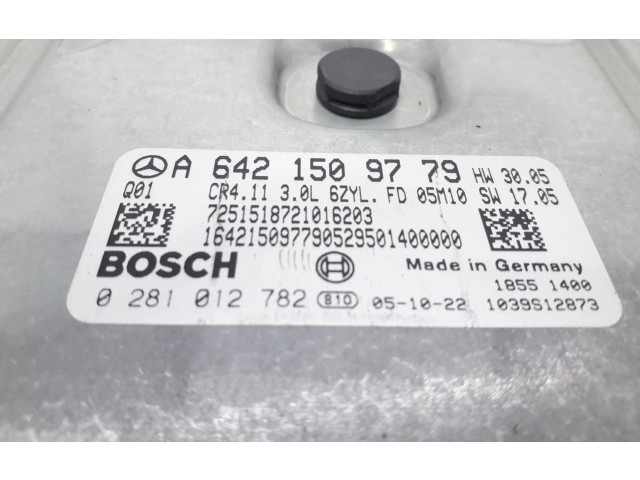 A 642 150 97 79 HW 30.05
Q01 CR4.11 3.0L 6ZYL. FD 05M10 SW 17.05
7251518721016203
164215097790529501400000
BOSCH Made in Germany
1855 1400
0 281 012 782 810 05-10-22 1039S12873